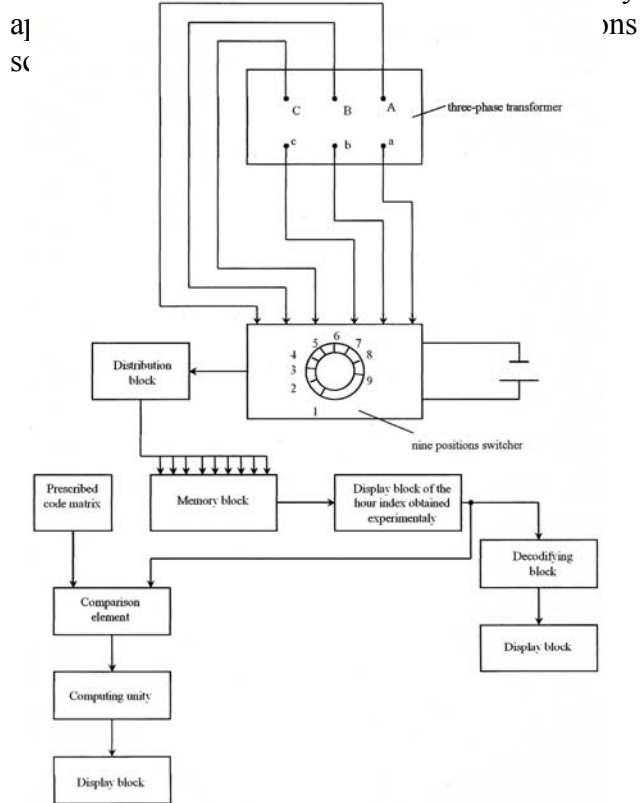 C B A
three-phase transformer
c b a
1 2 3 4 5 6 7 8 9
Distribution
block
nine positions switcher
Prescribed
code matrix
Memory block
Display block of the
hour index obtained
experimentaly
Decodifying
block
Comparison
element
Display block
Computing unity
Display block